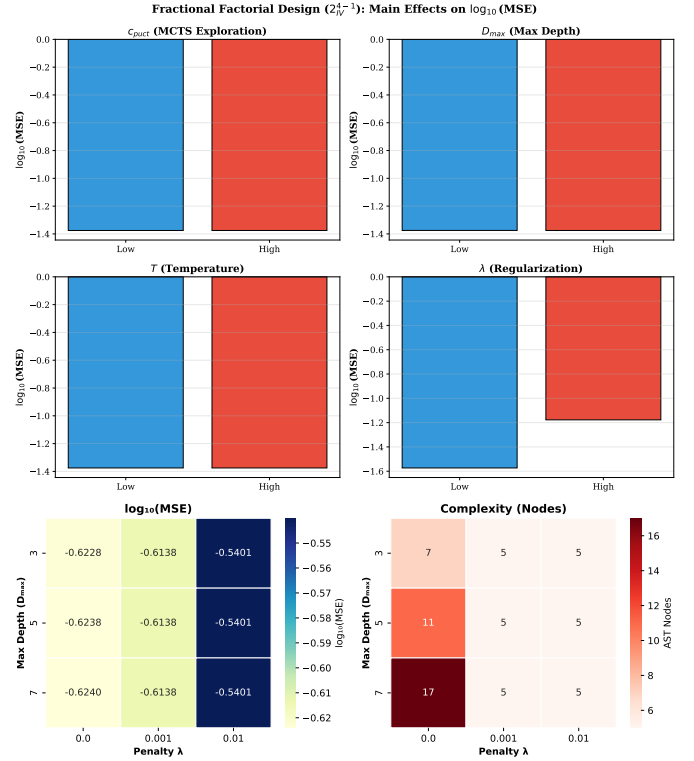 Fractional Factorial Design (2^{4−1}_{IV}): Main Effects on log₁₀(MSE)
c_{puct} (MCTS Exploration)
0.0
−0.2
−0.4
−0.6
−0.8
−1.0
−1.2
−1.4
log₁₀(MSE)
Low
High
D_{max} (Max Depth)
0.0
−0.2
−0.4
−0.6
−0.8
−1.0
−1.2
−1.4
log₁₀(MSE)
Low
High
T (Temperature)
0.0
−0.2
−0.4
−0.6
−0.8
−1.0
−1.2
−1.4
log₁₀(MSE)
Low
High
λ (Regularization)
0.0
−0.2
−0.4
−0.6
−0.8
−1.0
−1.2
−1.4
−1.6
log₁₀(MSE)
Low
High
log₁₀(MSE)
Max Depth (Dₘₐₓ)
3
-0.6228 -0.6138 -0.5401
5
-0.6238 -0.6138 -0.5401
7
-0.6240 -0.6138 -0.5401
0.0 0.001 0.01
Penalty λ
−0.55
−0.56
−0.57
−0.58
−0.59
−0.60
−0.61
−0.62
log₁₀(MSE)
Complexity (Nodes)
Max Depth (Dₘₐₓ)
3
7 5 5
5
11 5 5
7
17 5 5
0.0 0.001 0.01
Penalty λ
16
14
12
10
8
6
AST Nodes